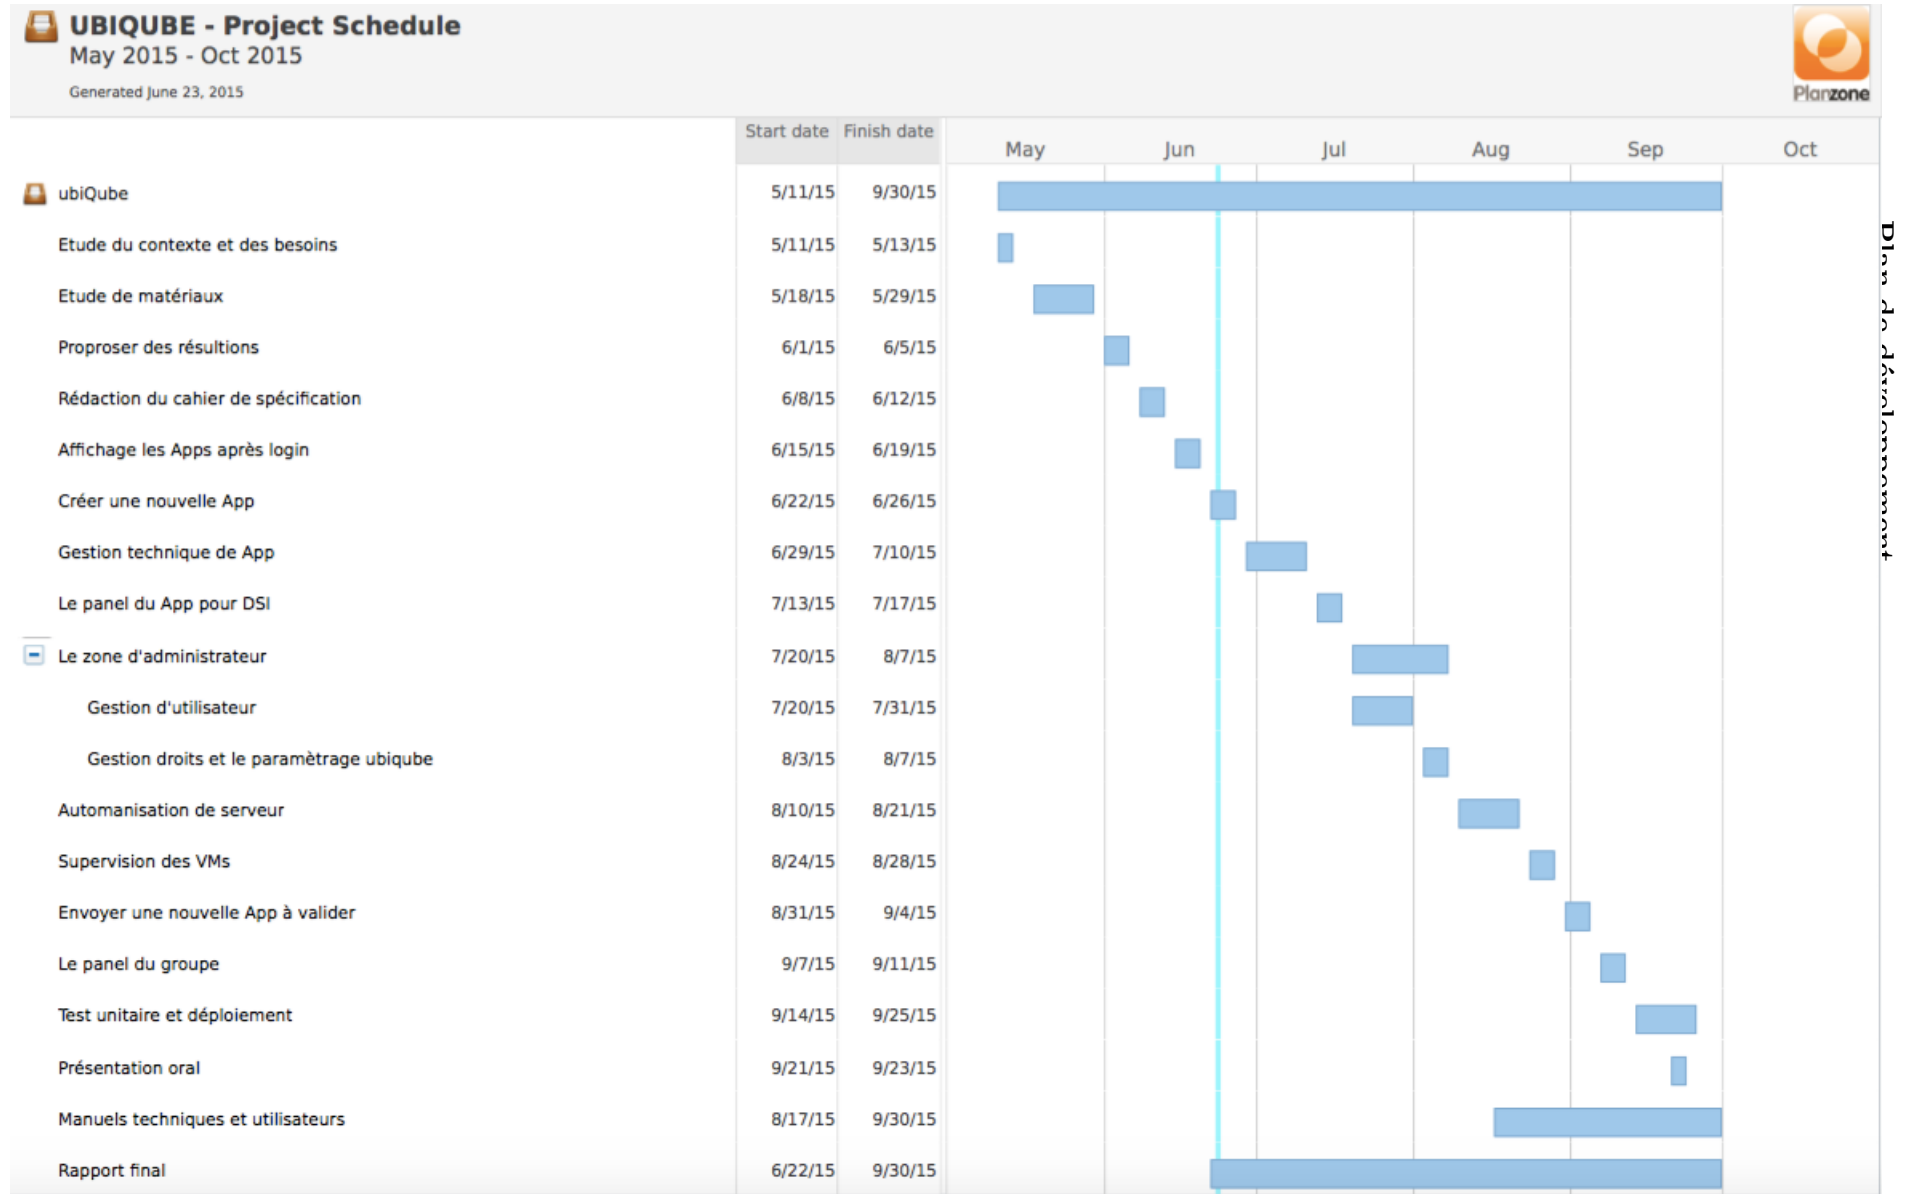 UBIQUBE - Project Schedule
May 2015 - Oct 2015
Generated June 23, 2015
Planzone
Start date Finish date
May Jun Jul Aug Sep Oct
ubiQube 5/11/15 9/30/15
Etude du contexte et des besoins 5/11/15 5/13/15
Etude de matériaux 5/18/15 5/29/15
Proproser des résultions 6/1/15 6/5/15
Rédaction du cahier de spécification 6/8/15 6/12/15
Affichage les Apps après login 6/15/15 6/19/15
Créer une nouvelle App 6/22/15 6/26/15
Gestion technique de App 6/29/15 7/10/15
Le panel du App pour DSI 7/13/15 7/17/15
Le zone d'administrateur 7/20/15 8/7/15
Gestion d'utilisateur 7/20/15 7/31/15
Gestion droits et le paramètrage ubiqube 8/3/15 8/7/15
Automanisation de serveur 8/10/15 8/21/15
Supervision des VMs 8/24/15 8/28/15
Envoyer une nouvelle App à valider 8/31/15 9/4/15
Le panel du groupe 9/7/15 9/11/15
Test unitaire et déploiement 9/14/15 9/25/15
Présentation oral 9/21/15 9/23/15
Manuels techniques et utilisateurs 8/17/15 9/30/15
Rapport final 6/22/15 9/30/15
Plan de développement